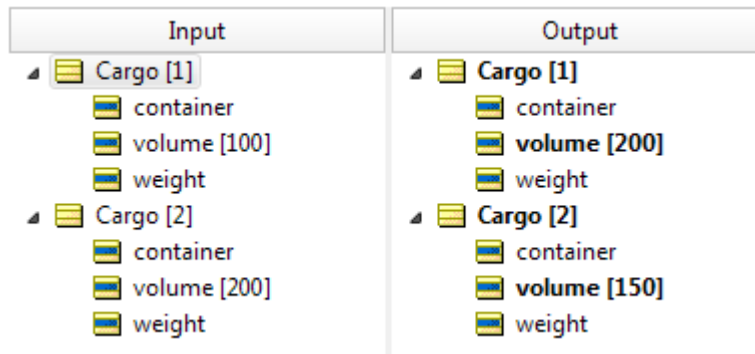 Input
Cargo [1]
container
volume [100]
weight
Cargo [2]
container
volume [200]
weight
Output
Cargo [1]
container
volume [200]
weight
Cargo [2]
container
volume [150]
weight